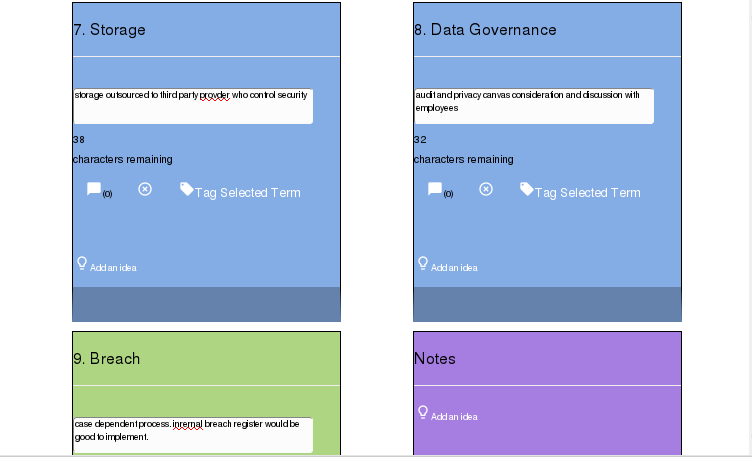 7. Storage
storage outsourced to third party provder who control security
38
characters remaining
(0)
Tag Selected Term
Add an idea
8. Data Governance
audit and privacy canvas consideration and discussion with
employees
32
characters remaining
(0)
Tag Selected Term
Add an idea
9. Breach
case dependent process. inrernal breach register would be
good to implement.
Notes
Add an idea